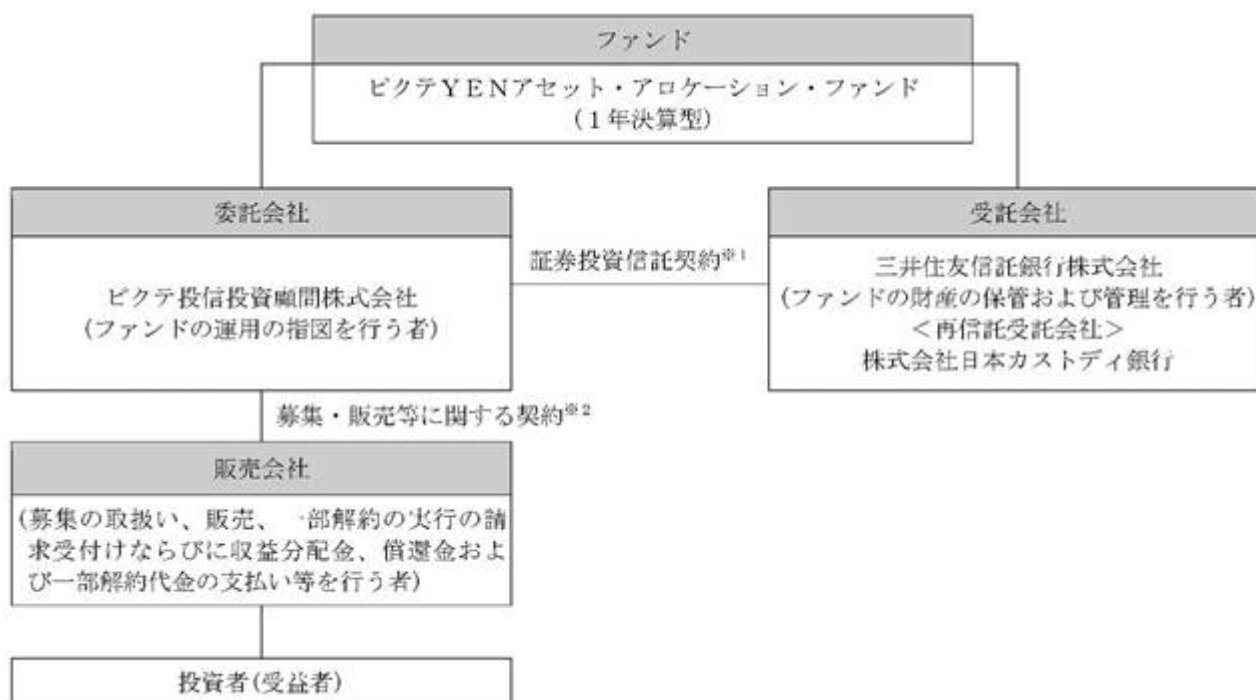 ファンド
ピクテYENアセット・アロケーション・ファンド
(1年決算型)
委託会社
受託会社
ピクテ投信投資顧問株式会社
(ファンドの運用の指図を行う者)
証券投資信託契約※1
三井住友信託銀行株式会社
(ファンドの財産の保管および管理を行う者)
<再信託受託会社>
株式会社日本カストディ銀行
募集・販売等に関する契約※2
販売会社
(募集の取扱い、販売、一部解約の実行の請
求受付けならびに収益分配金、償還金およ
び一部解約代金の支払い等を行う者)
投資者(受益者)